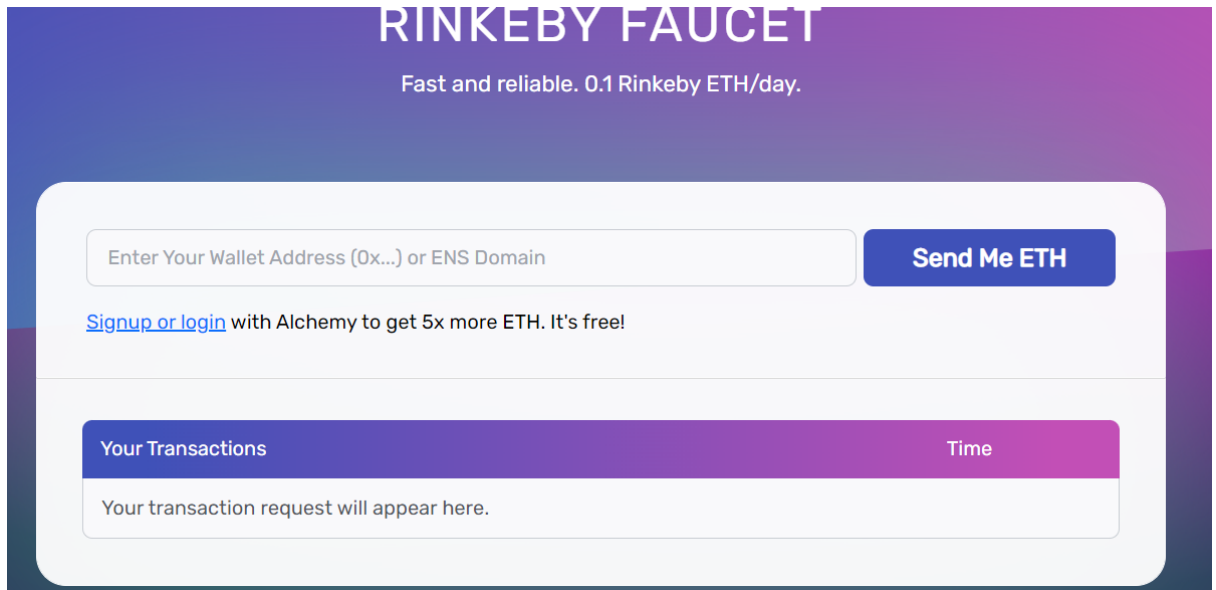 RINKEBY FAUCET
Fast and reliable. 0.1 Rinkeby ETH/day.
Enter Your Wallet Address (0x...) or ENS Domain
Send Me ETH
Signup or login with Alchemy to get 5x more ETH. It's free!
Your Transactions
Time
Your transaction request will appear here.